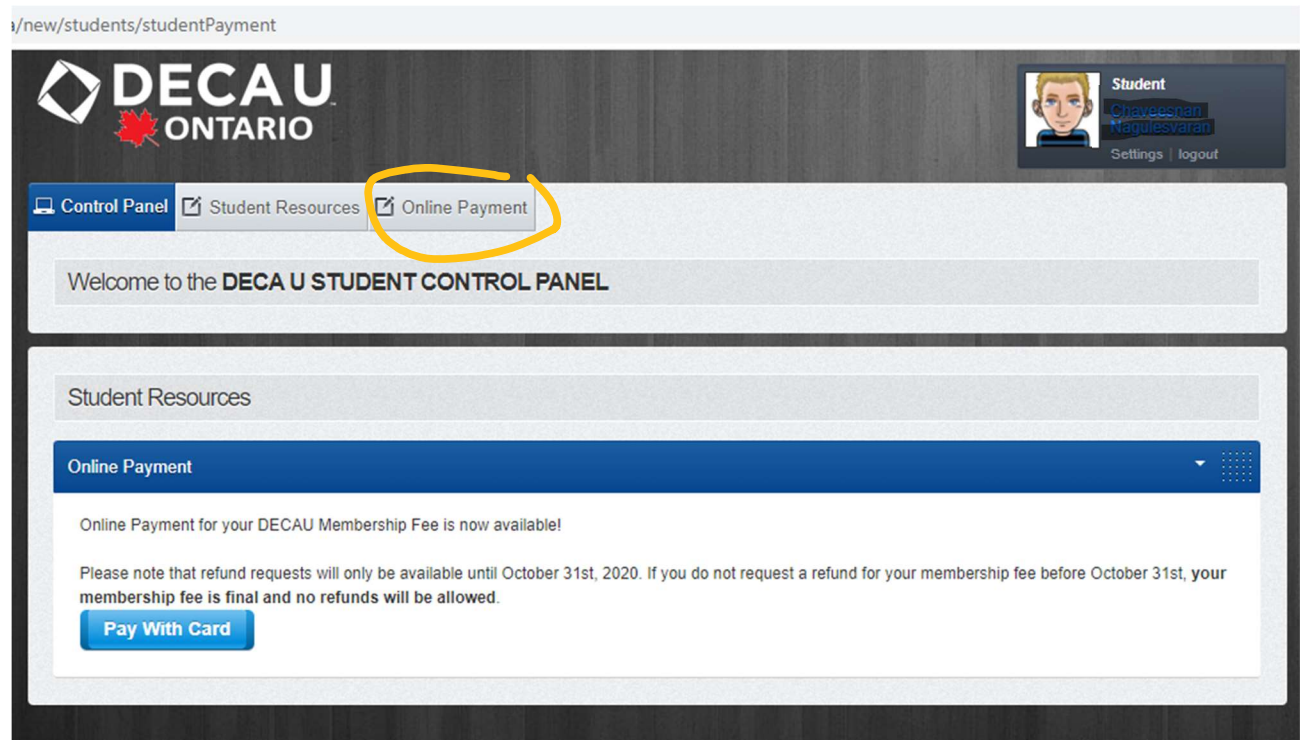 /new/students/studentPayment
DECA U
ONTARIO
Student
Settings | logout
Control Panel Student Resources Online Payment
Welcome to the DECA U STUDENT CONTROL PANEL
Student Resources
Online Payment
Online Payment for your DECAU Membership Fee is now available!
Please note that refund requests will only be available until October 31st, 2020. If you do not request a refund for your membership fee before October 31st, your
membership fee is final and no refunds will be allowed.
Pay With Card